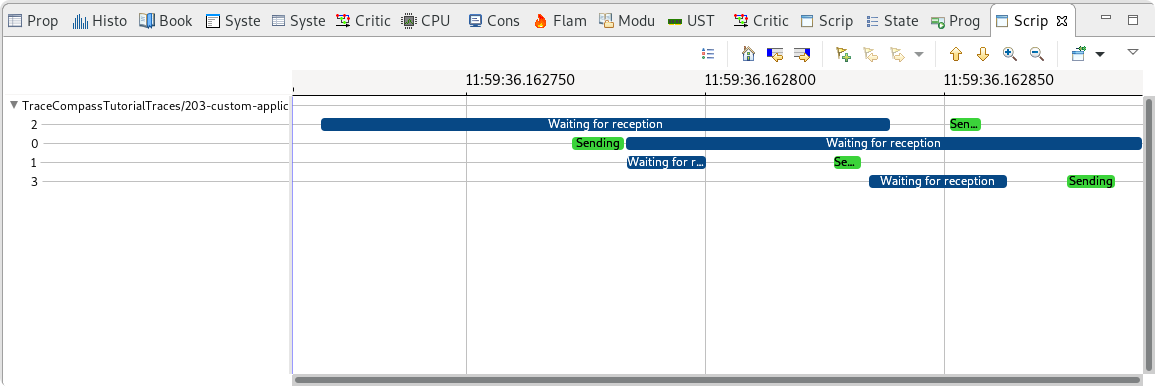 Prop Histo Book Syste Syste Critic CPU Cons Flam Modu UST Critic Scrip State Prog Scrip
11:59:36.162750 11:59:36.162800 11:59:36.162850
TraceCompassTutorialTraces/203-custom-applic
2 Waiting for reception Sen...
0 Sending Waiting for reception
1 Waiting for r... Se...
3 Waiting for reception Sending